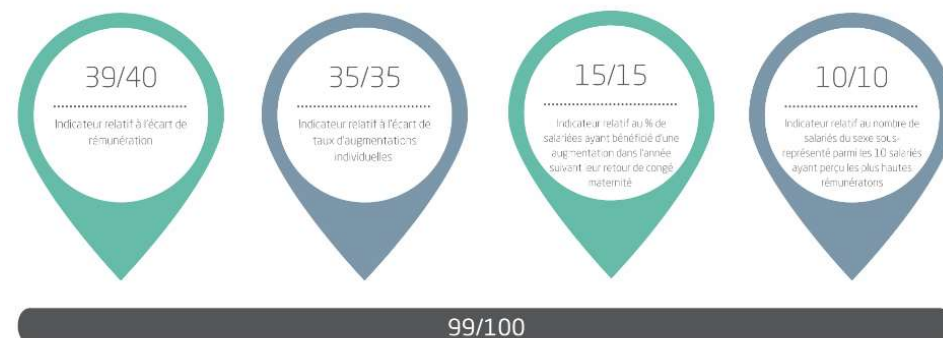 39/40
Indicateur relatif à l'écart de
rémunération
35/35
Indicateur relatif à l'écart de
taux d'augmentations
individuelles
15/15
Indicateur relatif au % de
salariées ayant bénéficié d'une
augmentation dans l'année
suivant leur retour de congé
maternité
10/10
Indicateur relatif au nombre de
salariés du sexe sous-
représenté parmi les 10 salariés
ayant perçu les plus hautes
rémunérations
99/100